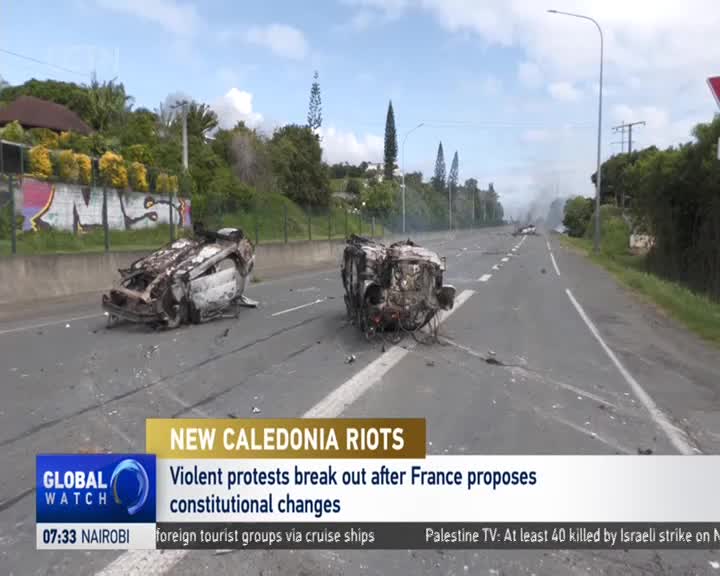 NEW CALEDONIA RIOTS
Violent protests break out after France proposes
constitutional changes
GLOBAL
WATCH
07:33 NAIROBI
foreign tourist groups via cruise ships Palestine TV: At least 40 killed by Israeli strike on N